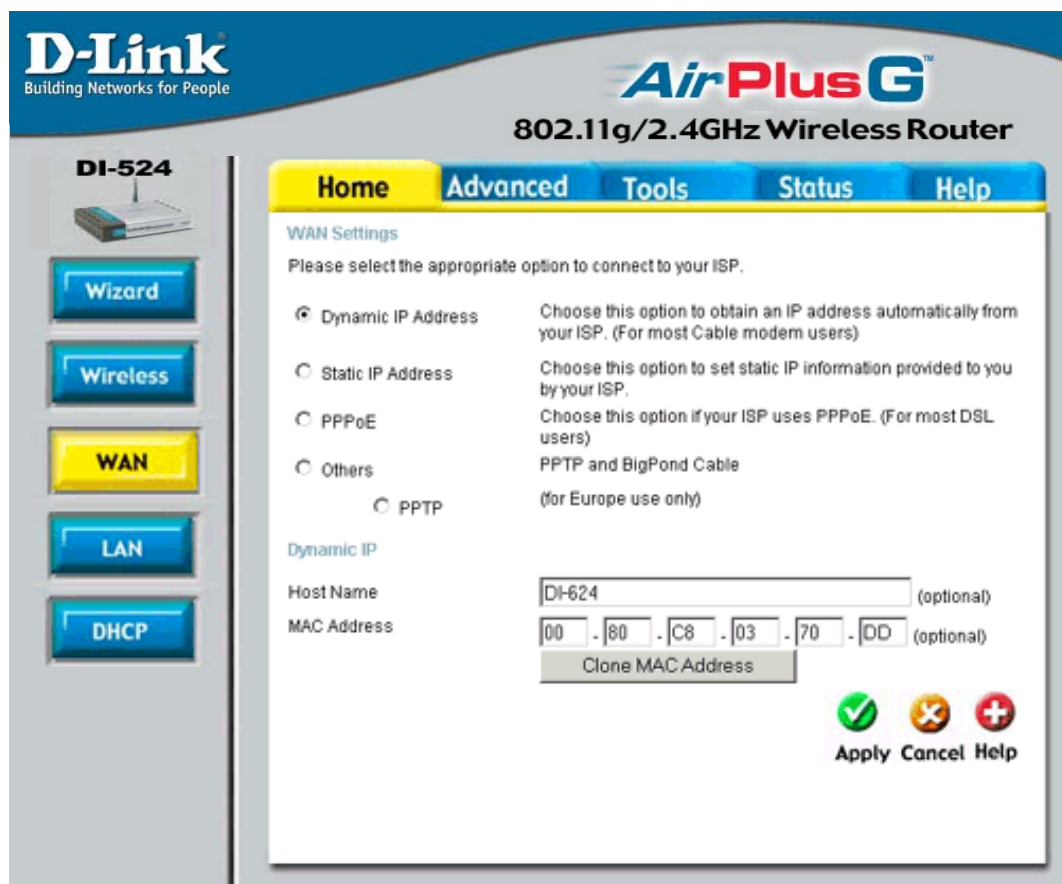 D-Link
Building Networks for People
AirPlus G™
802.11g/2.4GHz Wireless Router
DI-524
Home
Advanced
Tools
Status
Help
Wizard
Wireless
WAN
LAN
DHCP
WAN Settings
Please select the appropriate option to connect to your ISP.
Dynamic IP Address
Choose this option to obtain an IP address automatically from
your ISP. (For most Cable modem users)
Static IP Address
Choose this option to set static IP information provided to you
by your ISP.
PPPoE
Choose this option if your ISP uses PPPoE. (For most DSL
users)
Others
PPTP and BigPond Cable
PPTP
(for Europe use only)
Dynamic IP
Host Name
DI-624
(optional)
MAC Address
00 - 80 - C8 - 03 - 70 - DD (optional)
Clone MAC Address
Apply Cancel Help